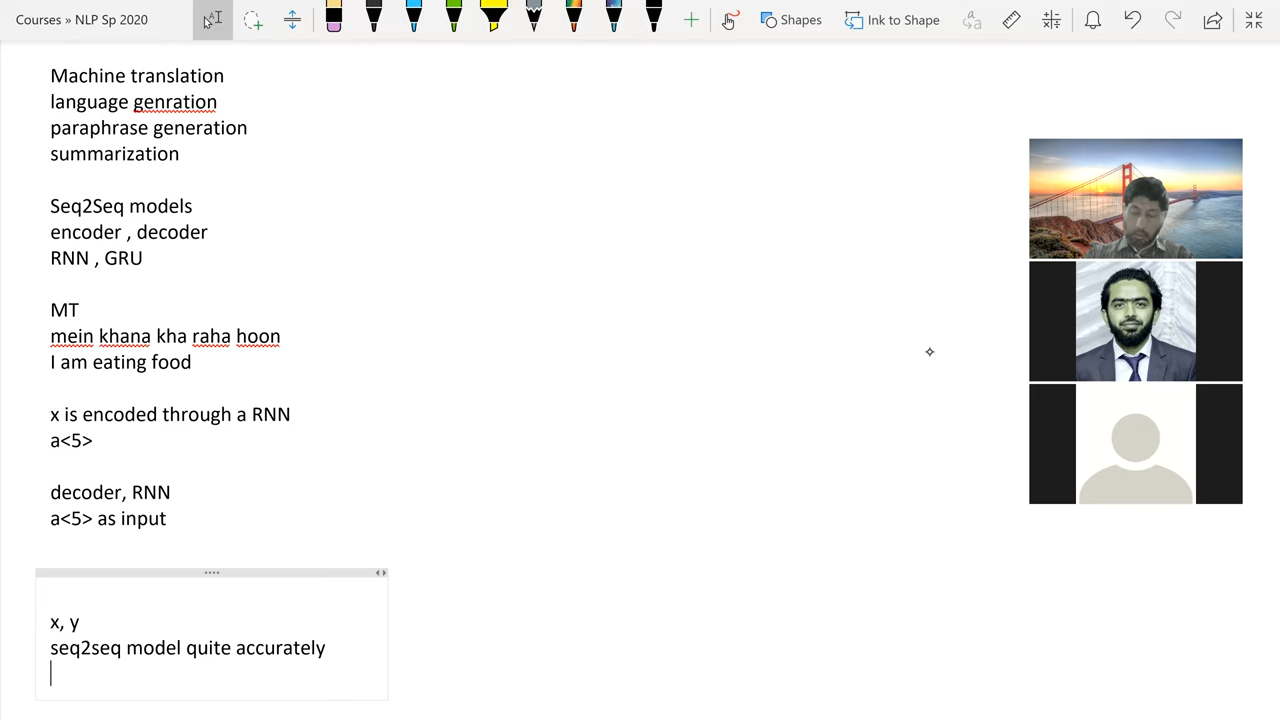 Courses » NLP Sp 2020
Shapes
Ink to Shape
Machine translation
language genration
paraphrase generation
summarization
Seq2Seq models
encoder , decoder
RNN , GRU
MT
mein khana kha raha hoon
I am eating food
x is encoded through a RNN
a<5>
decoder, RNN
a<5> as input
x, y
seq2seq model quite accurately